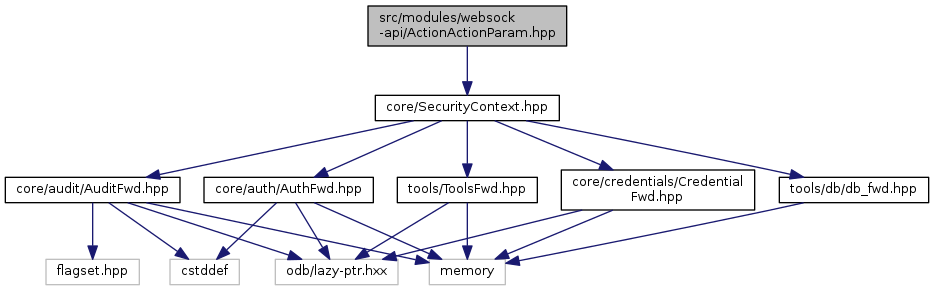 src/modules/websock
-api/ActionActionParam.hpp
core/SecurityContext.hpp
core/audit/AuditFwd.hpp
core/auth/AuthFwd.hpp
tools/ToolsFwd.hpp
core/credentials/Credential
Fwd.hpp
tools/db/db_fwd.hpp
flagset.hpp
cstddef
odb/lazy-ptr.hxx
memory